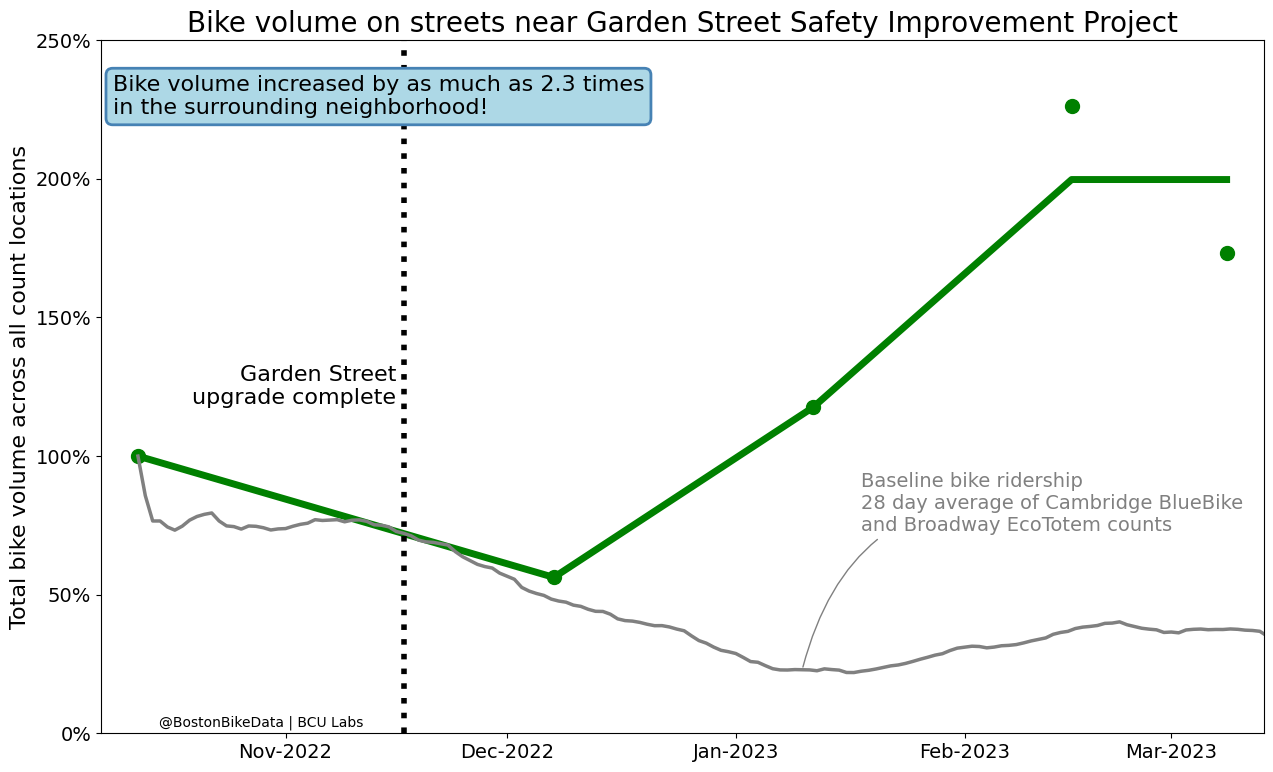 Bike volume on streets near Garden Street Safety Improvement Project
250%
Bike volume increased by as much as 2.3 times
in the surrounding neighborhood!
Total bike volume across all count locations
200%
150%
Garden Street
upgrade complete
100%
Baseline bike ridership
28 day average of Cambridge BlueBike
and Broadway EcoTotem counts
50%
@BostonBikeData | BCU Labs
0%
Nov-2022
Dec-2022
Jan-2023
Feb-2023
Mar-2023